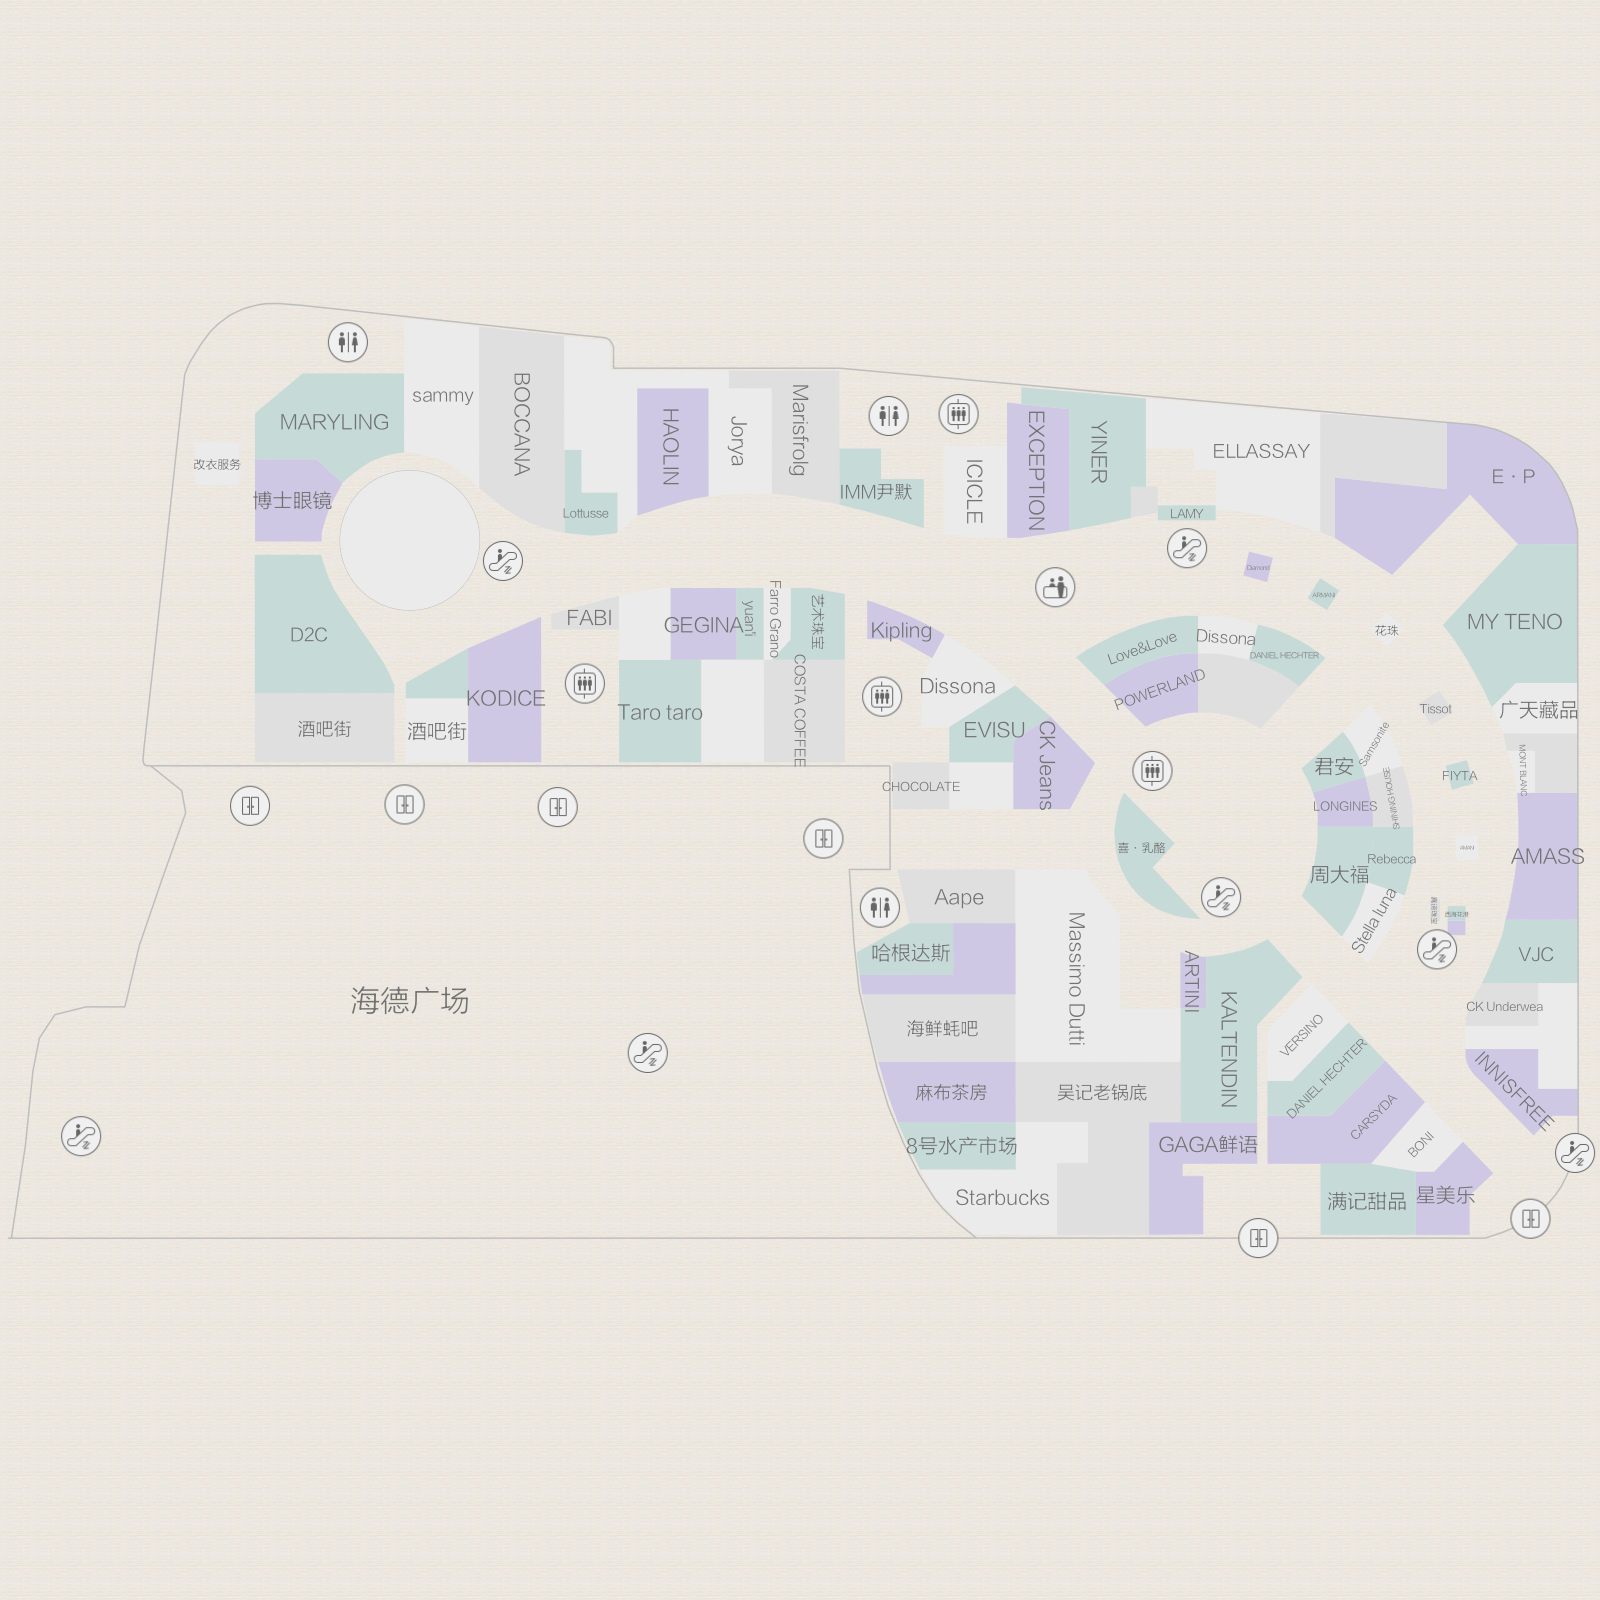 MARYLING
sammy
BOCCANA
改衣服务
博士眼镜
Lottusse
HAOLIN
Jorya
Marisfrolg
IMM尹默
ICICLE
EXCEPTION
YINER
ELLASSAY
LAMY
E · P
Diamond
ARMANI
花珠
MY TENO
D2C
酒吧街
酒吧街
KODICE
FABI
GEGINA
yuan'i
Farro Grano
艺术珠宝
Taro taro
COSTA COFFEE
Kipling
Dissona
EVISU
CK Jeans
CHOCOLATE
Love&Love
Dissona
DANIEL HECHTER
POWERLAND
Tissot
广天藏品
Samsonite
君安
SHINING HOUSE
LONGINES
FIYTA
MONT BLANC
喜 · 乳酪
周大福
Rebecca
AMASS
Stella luna
VJC
CK Underwea
INNISFREE
Aape
哈根达斯
海鲜蚝吧
麻布茶房
8号水产市场
Starbucks
Massimo Dutti
吴记老锅底
ARTINI
KALTENDIN
GAGA鲜语
VERSINO
DANIEL HECHTER
CARSYDA
BONI
满记甜品
星美乐
海德广场